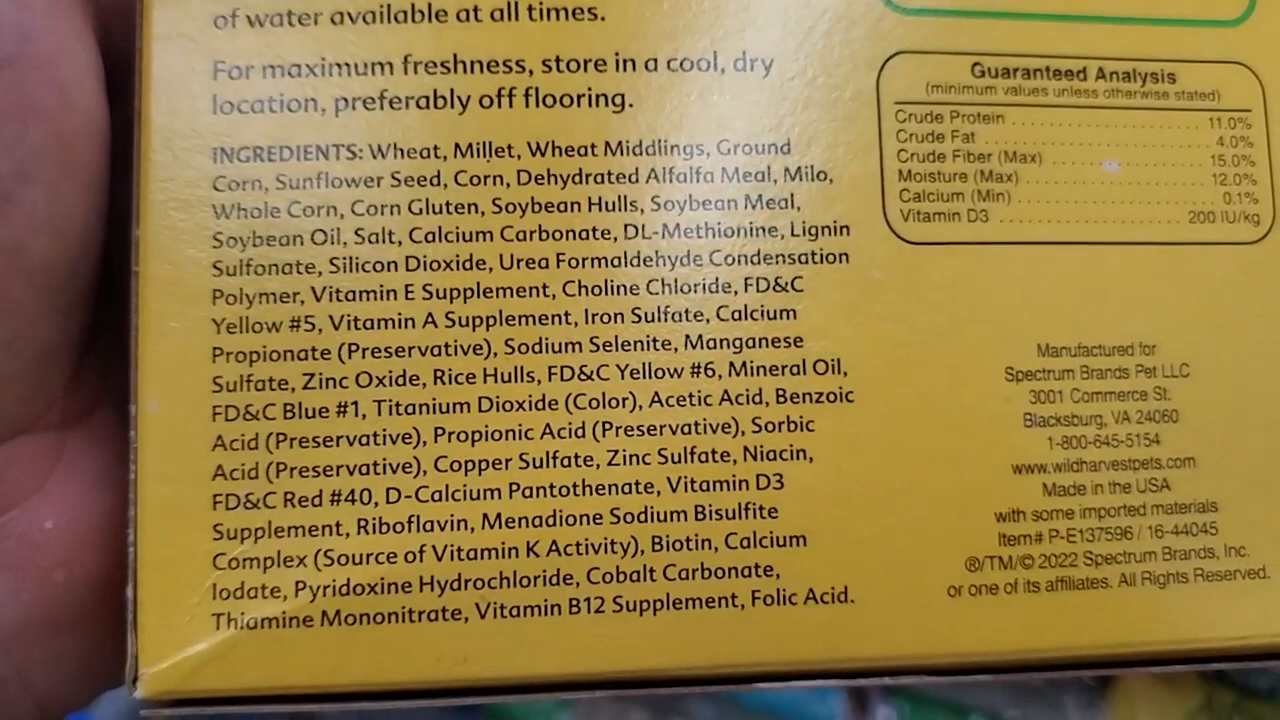 of water available at all times.
For maximum freshness, store in a cool, dry
location, preferably off flooring.
INGREDIENTS: Wheat, Millet, Wheat Middlings, Ground
Corn, Sunflower Seed, Corn, Dehydrated Alfalfa Meal, Milo,
Whole Corn, Corn Gluten, Soybean Hulls, Soybean Meal,
Soybean Oil, Salt, Calcium Carbonate, DL-Methionine, Lignin
Sulfonate, Silicon Dioxide, Urea Formaldehyde Condensation
Polymer, Vitamin E Supplement, Choline Chloride, FD&C
Yellow #5, Vitamin A Supplement, Iron Sulfate, Calcium
Propionate (Preservative), Sodium Selenite, Manganese
Sulfate, Zinc Oxide, Rice Hulls, FD&C Yellow #6, Mineral Oil,
FD&C Blue #1, Titanium Dioxide (Color), Acetic Acid, Benzoic
Acid (Preservative), Propionic Acid (Preservative), Sorbic
Acid (Preservative), Copper Sulfate, Zinc Sulfate, Niacin,
FD&C Red #40, D-Calcium Pantothenate, Vitamin D3
Supplement, Riboflavin, Menadione Sodium Bisulfite
Complex (Source of Vitamin K Activity), Biotin, Calcium
Iodate, Pyridoxine Hydrochloride, Cobalt Carbonate,
Thiamine Mononitrate, Vitamin B12 Supplement, Folic Acid.
Guaranteed Analysis
(minimum values unless otherwise stated)
Crude Protein ........................ 11.0%
Crude Fat ........................ 4.0%
Crude Fiber (Max) ........................ 15.0%
Moisture (Max) ........................ 12.0%
Calcium (Min) ........................ 0.1%
Vitamin D3 ........................ 200 IU/kg
Manufactured for
Spectrum Brands Pet LLC
3001 Commerce St.
Blacksburg, VA 24060
1-800-645-5154
www.wildharvestpets.com
Made in the USA
with some imported materials
Item# P-E137596 / 16-44045
®/TM/© 2022 Spectrum Brands, Inc.
or one of its affiliates. All Rights Reserved.